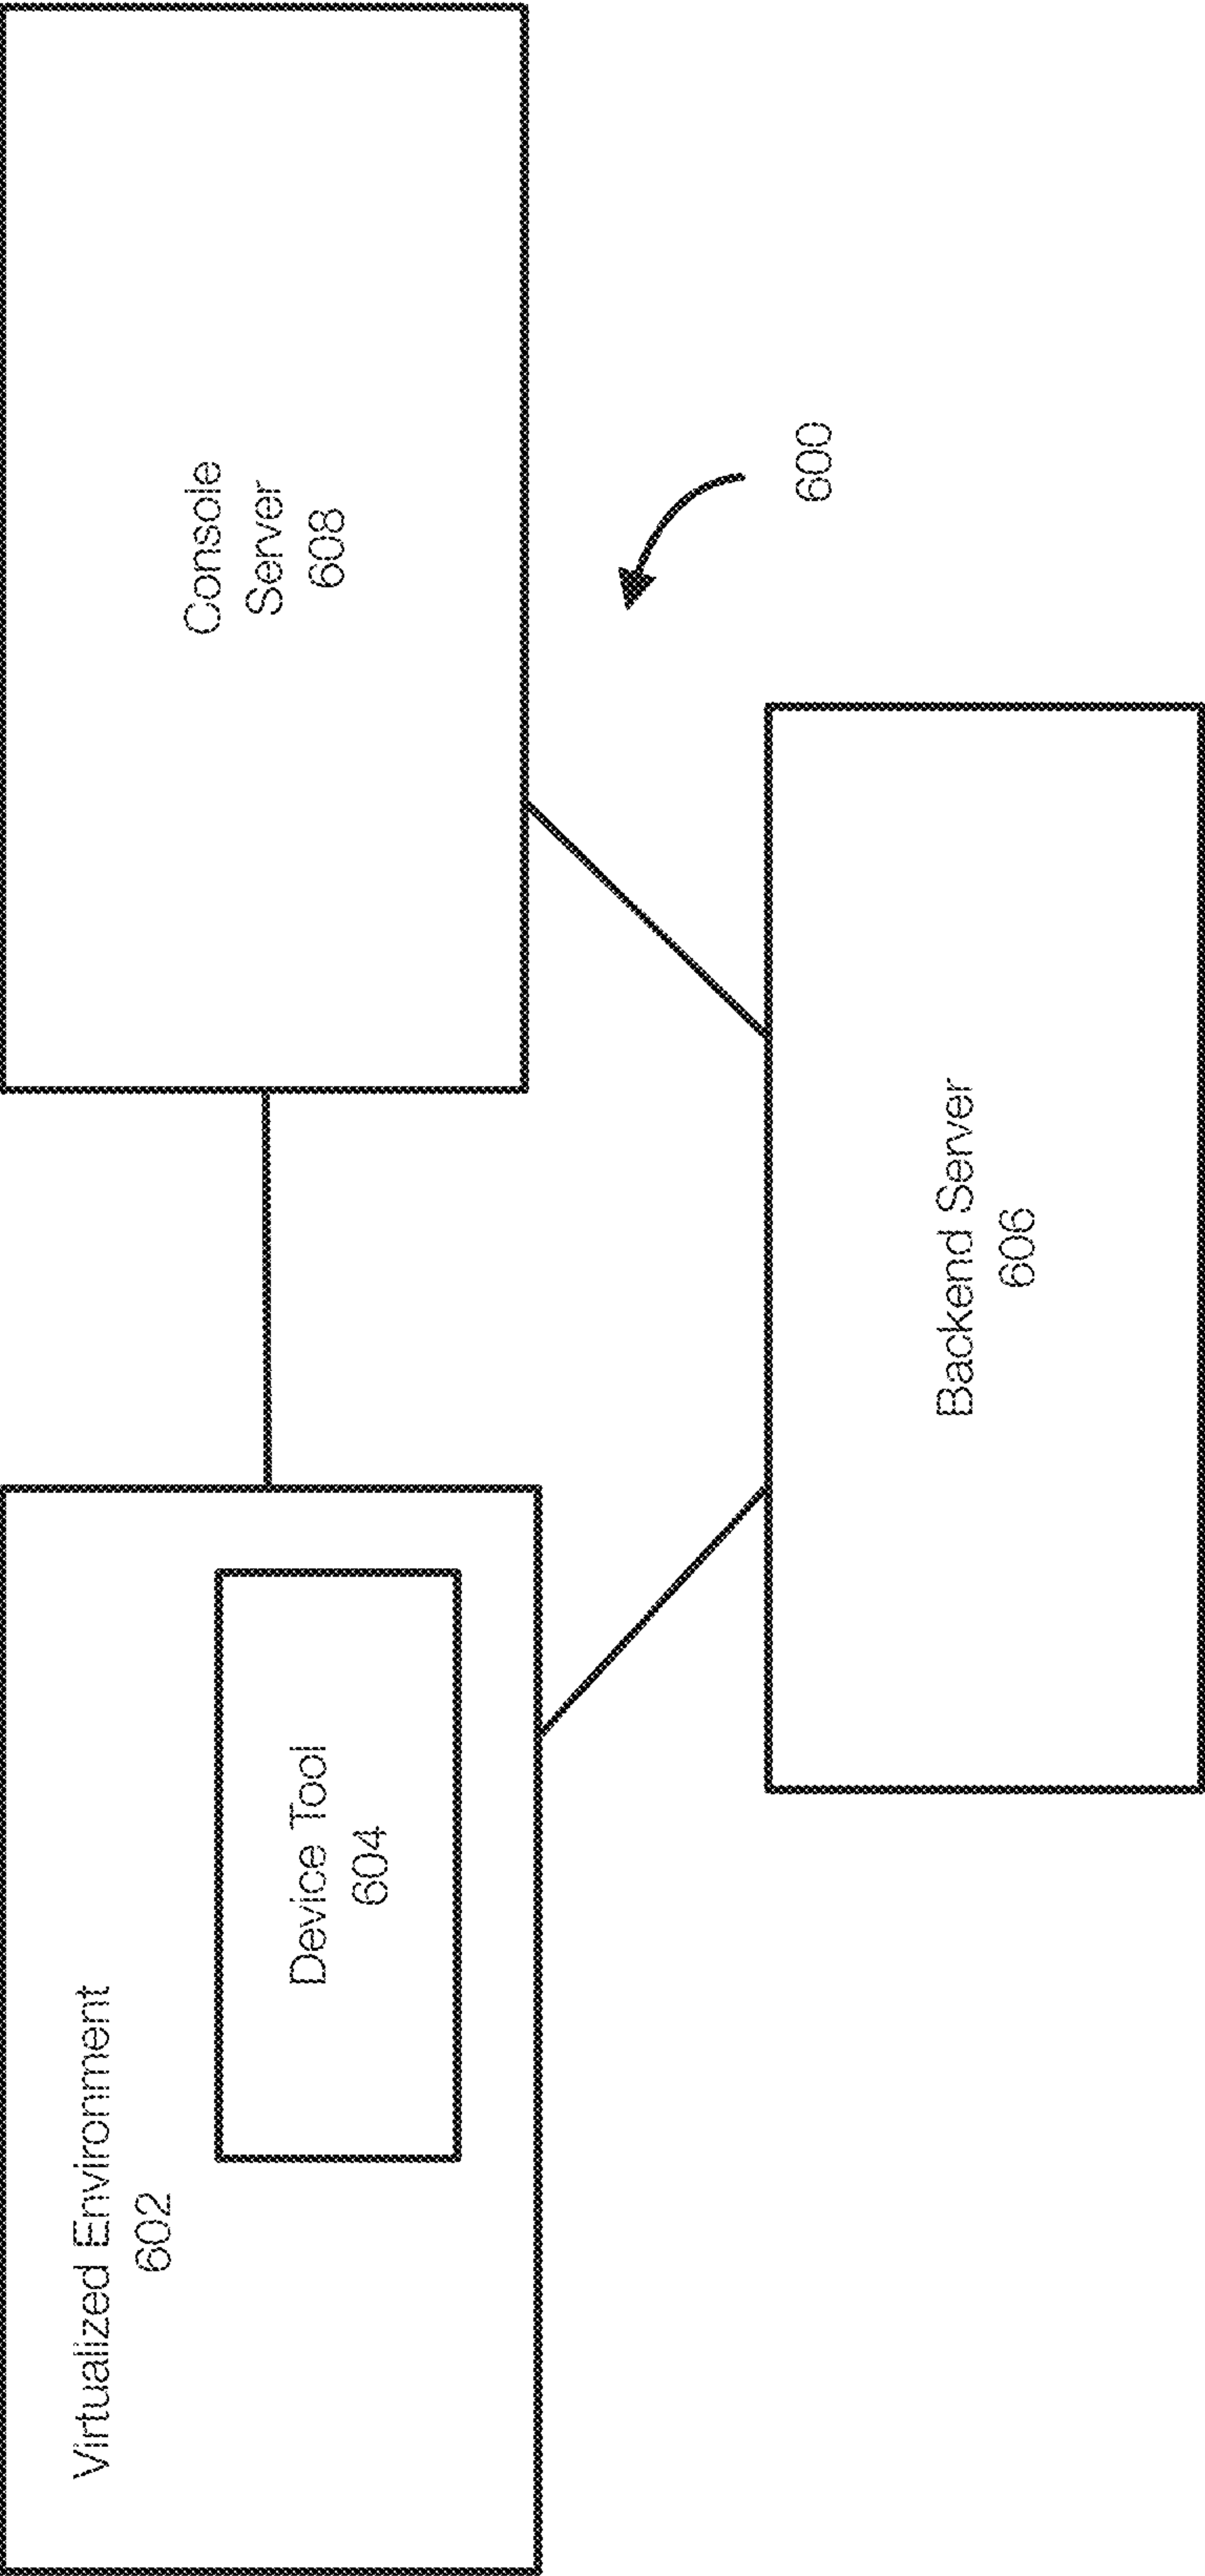 Virtualized Environment
602
Device Tool
604
Console
Server
608
600
Backend Server
606